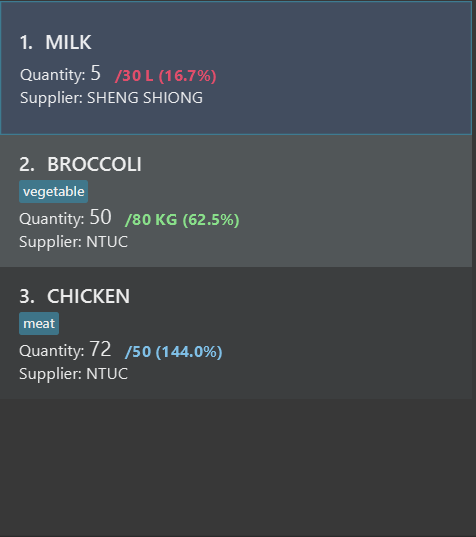 1. MILK
Quantity: 5 /30 L (16.7%)
Supplier: SHENG SHIONG
2. BROCCOLI
vegetable
Quantity: 50 /80 KG (62.5%)
Supplier: NTUC
3. CHICKEN
meat
Quantity: 72 /50 (144.0%)
Supplier: NTUC